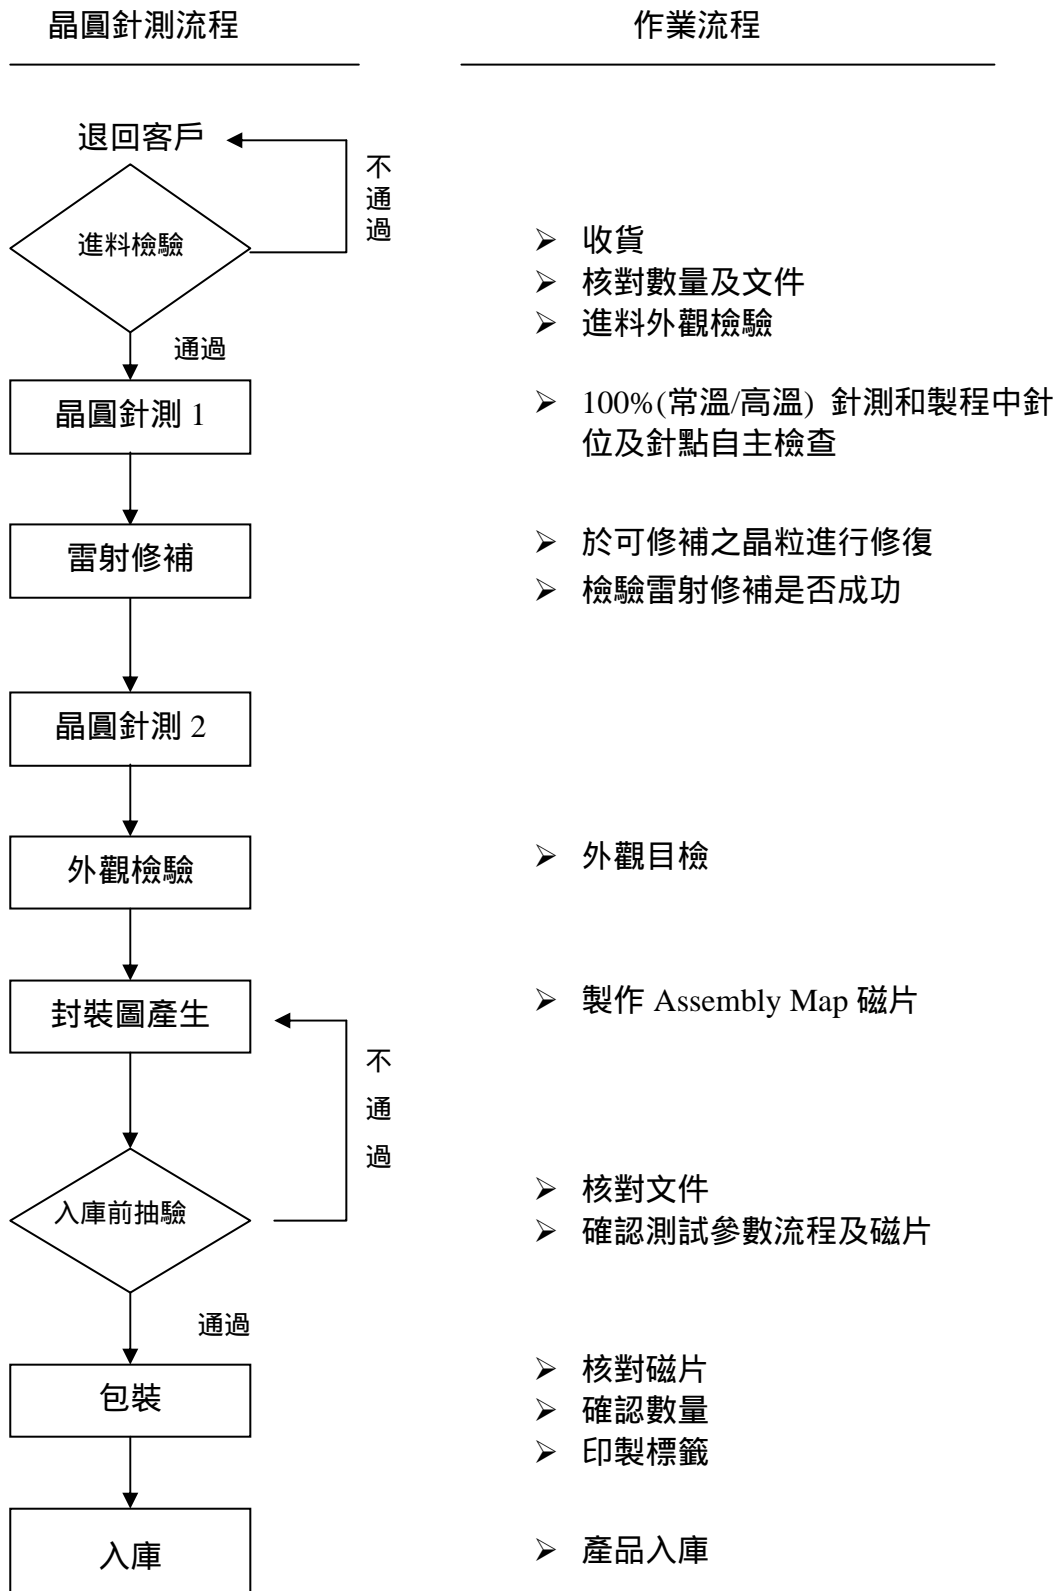 晶圓針測流程
作業流程
退回客戶
不
通
過
進料檢驗
➢ 收貨
➢ 核對數量及文件
➢ 進料外觀檢驗
通過
晶圓針測 1
➢ 100%(常溫/高溫) 針測和製程中針
位及針點自主檢查
雷射修補
➢ 於可修補之晶粒進行修復
➢ 檢驗雷射修補是否成功
晶圓針測 2
外觀檢驗
➢ 外觀目檢
封裝圖產生
➢ 製作 Assembly Map 磁片
不
通
過
入庫前抽驗
➢ 核對文件
➢ 確認測試參數流程及磁片
通過
包裝
➢ 核對磁片
➢ 確認數量
➢ 印製標籤
入庫
➢ 產品入庫